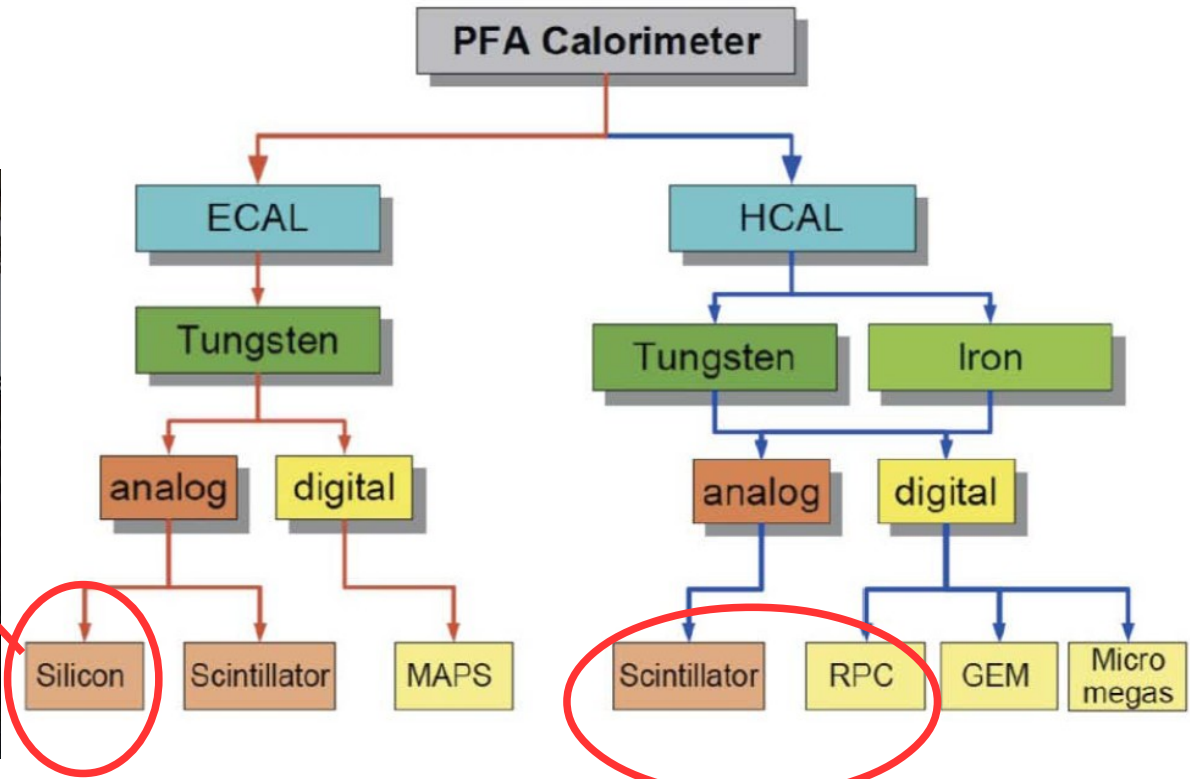 PFA Calorimeter
ECAL
HCAL
Tungsten
Tungsten
Iron
analog
digital
analog
digital
Silicon
Scintillator
MAPS
Scintillator
RPC
GEM
Micro
megas